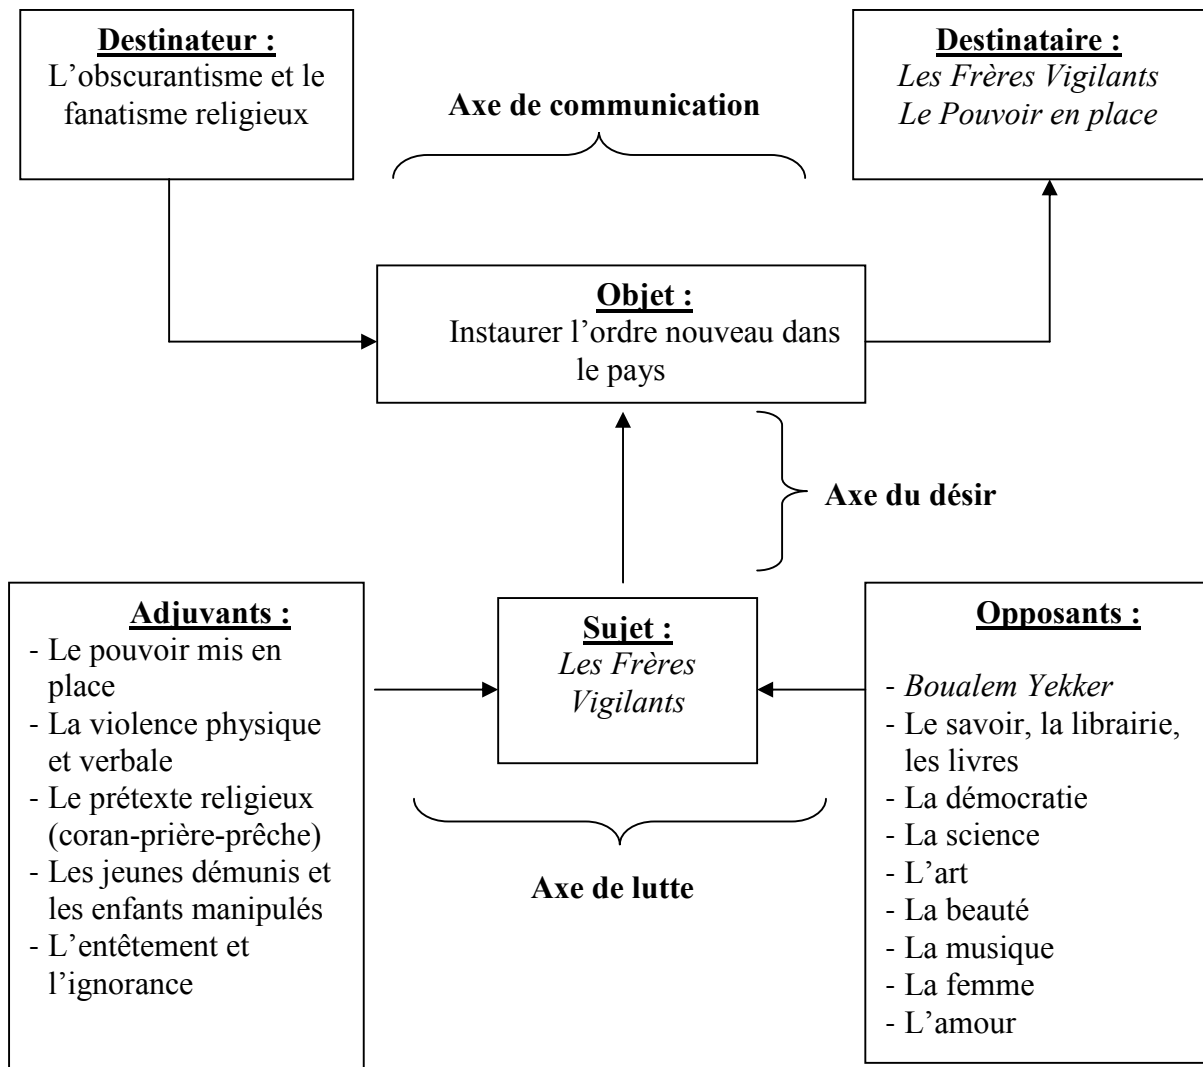 Destinateur :
L’obscurantisme et le
fanatisme religieux
Destinataire :
Les Frères Vigilants
Le Pouvoir en place
Axe de communication
Objet :
Instaurer l’ordre nouveau dans
le pays
Axe du désir
Adjuvants :
- Le pouvoir mis en
place
- La violence physique
et verbale
- Le prétexte religieux
(coran-prière-prêche)
- Les jeunes démunis et
les enfants manipulés
- L’entêtement et
l’ignorance
Sujet :
Les Frères
Vigilants
Opposants :
- Boualem Yekker
- Le savoir, la librairie,
les livres
- La démocratie
- La science
- L’art
- La beauté
- La musique
- La femme
- L’amour
Axe de lutte